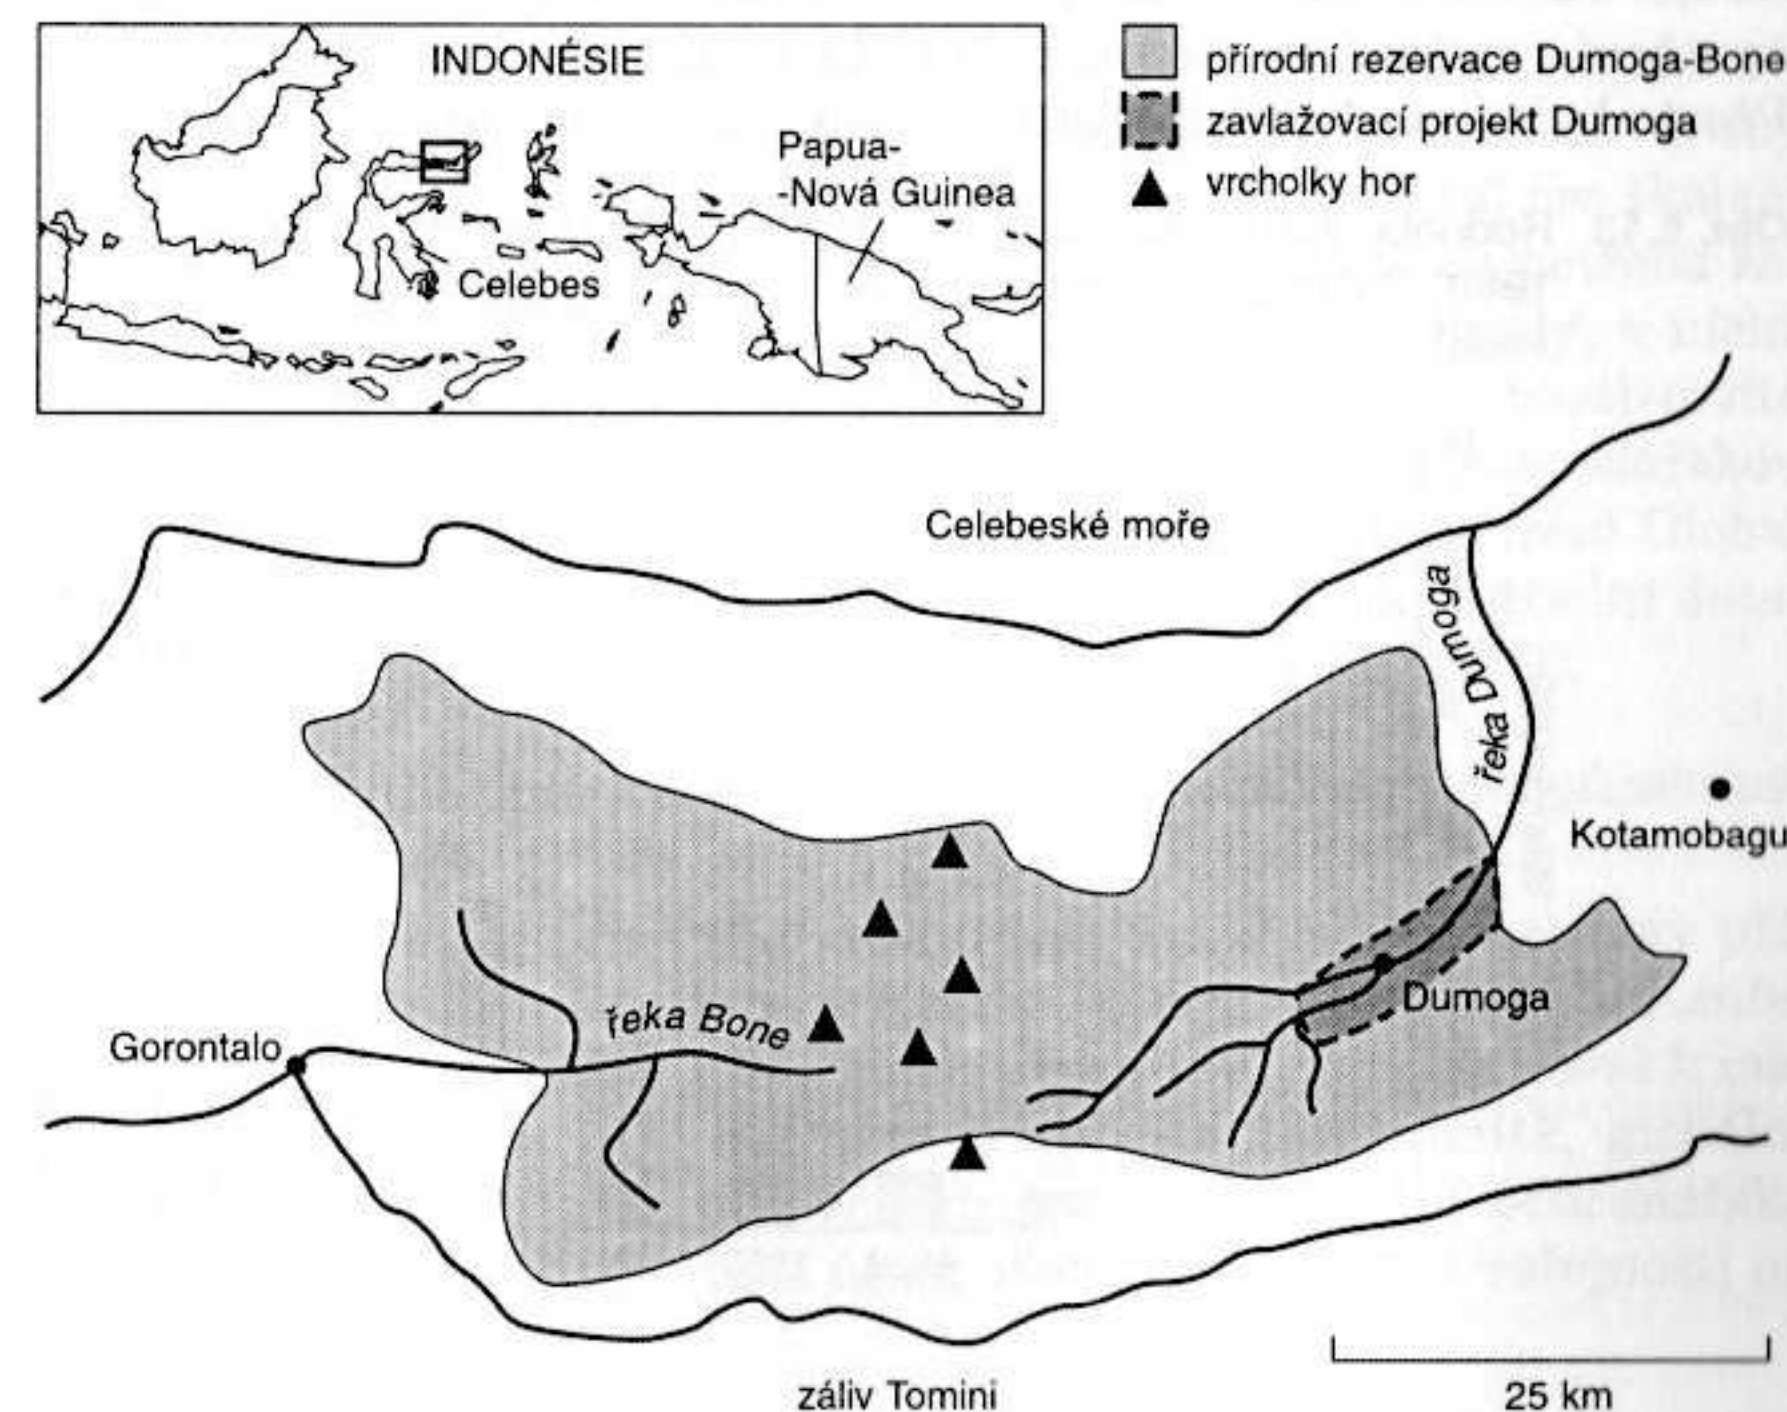 INDONÉSIE
Papua-
-Nová Guinea
Celebes
přírodní rezervace Dumoga-Bone
zavlažovací projekt Dumoga
vrcholky hor
Celebeské moře
řeka Dumoga
Kotamobagu
Dumoga
řeka Bone
Gorontalo
záliv Tomini
25 km